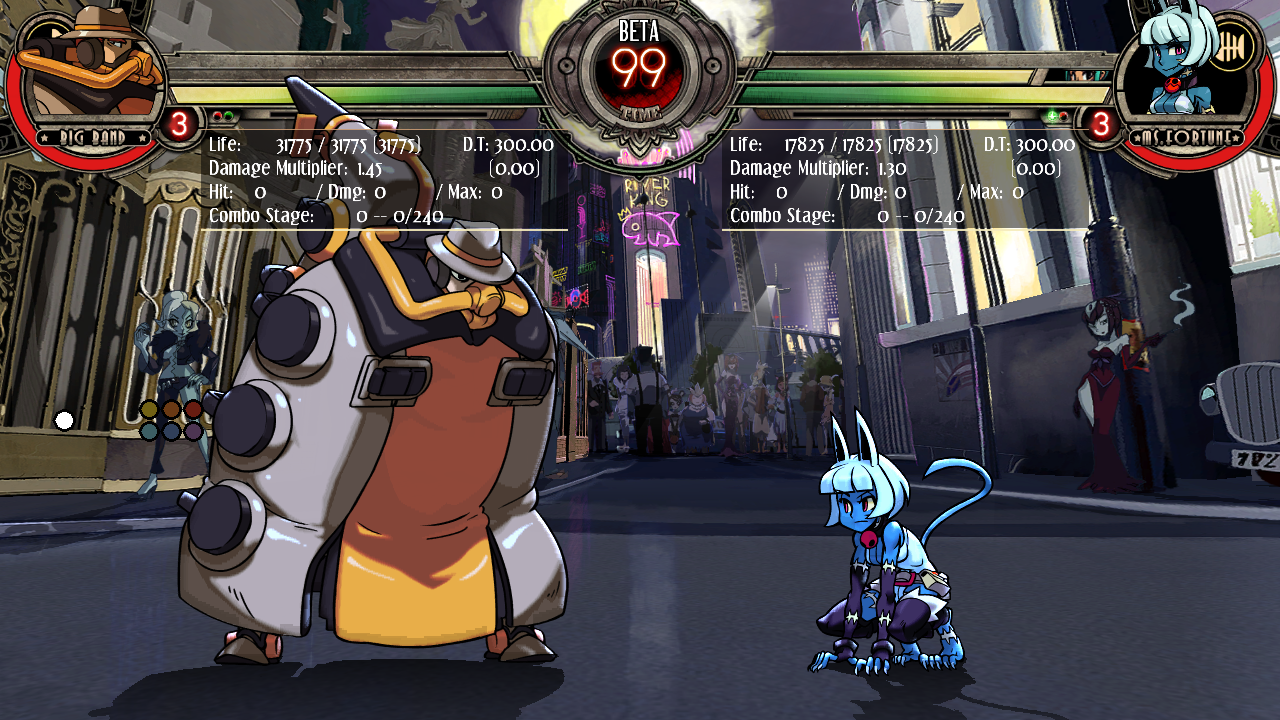 BETA
99
TIME
BIG BAND
3
3
MS. FORTUNE
Life: 31775 / 31775 [31775] D.T: 300.00
Damage Multiplier: 1.45 [0.00]
Hit: 0 / Dmg: 0 / Max: 0
Combo Stage: 0 -- 0/240
Life: 17825 / 17825 [17825] D.T: 300.00
Damage Multiplier: 1.30 [0.00]
Hit: 0 / Dmg: 0 / Max: 0
Combo Stage: 0 -- 0/240
RIVER
KING